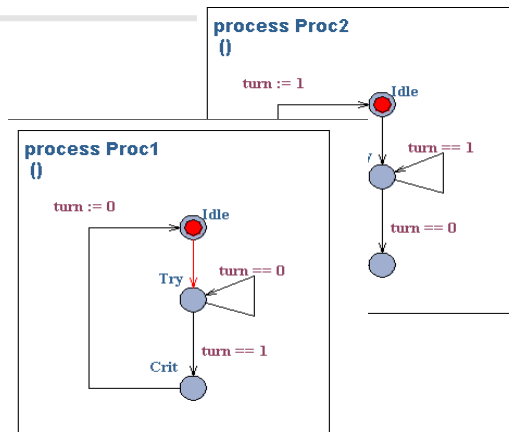 process Proc2
()
turn := 1
Idle
turn == 1
turn == 0
process Proc1
()
turn := 0
Idle
Try
turn == 0
turn == 1
Crit